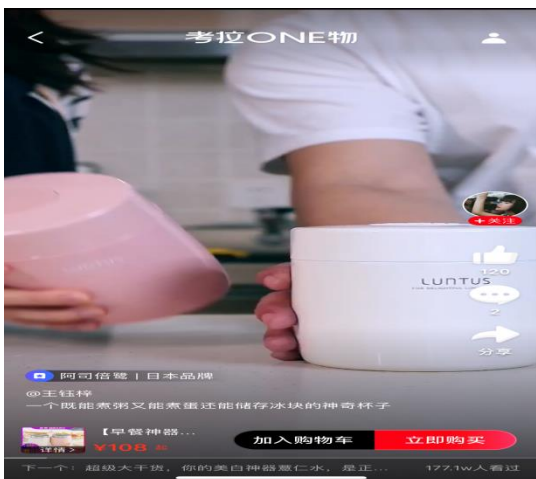 考拉ONE物
Luntus
LUNTUS
+关注
120
2
分享
阿司倍鹭 | 日本品牌
@王钰梓
一个既能煮粥又能煮蛋还能储存冰块的神奇杯子
【早餐神器...
详情 >
¥108 起
加入购物车
立即购买
下一个: 超级大干货, 你的美白神器薏仁水, 是正...
177.1w人看过